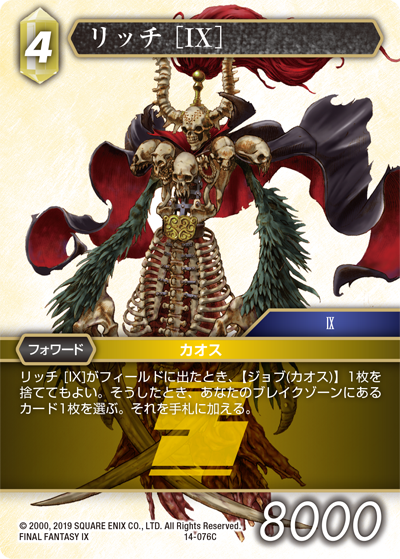 4
リッチ [IX]
IX
フォワード
カオス
リッチ [IX]がフィールドに出たとき、【ジョブ(カオス)】1枚を
捨ててもよい。そうしたとき、あなたのブレイクゾーンにある
カード1枚を選ぶ。それを手札に加える。
© 2000, 2019 SQUARE ENIX CO., LTD. All Rights Reserved.
FINAL FANTASY IX
14-076C
8000